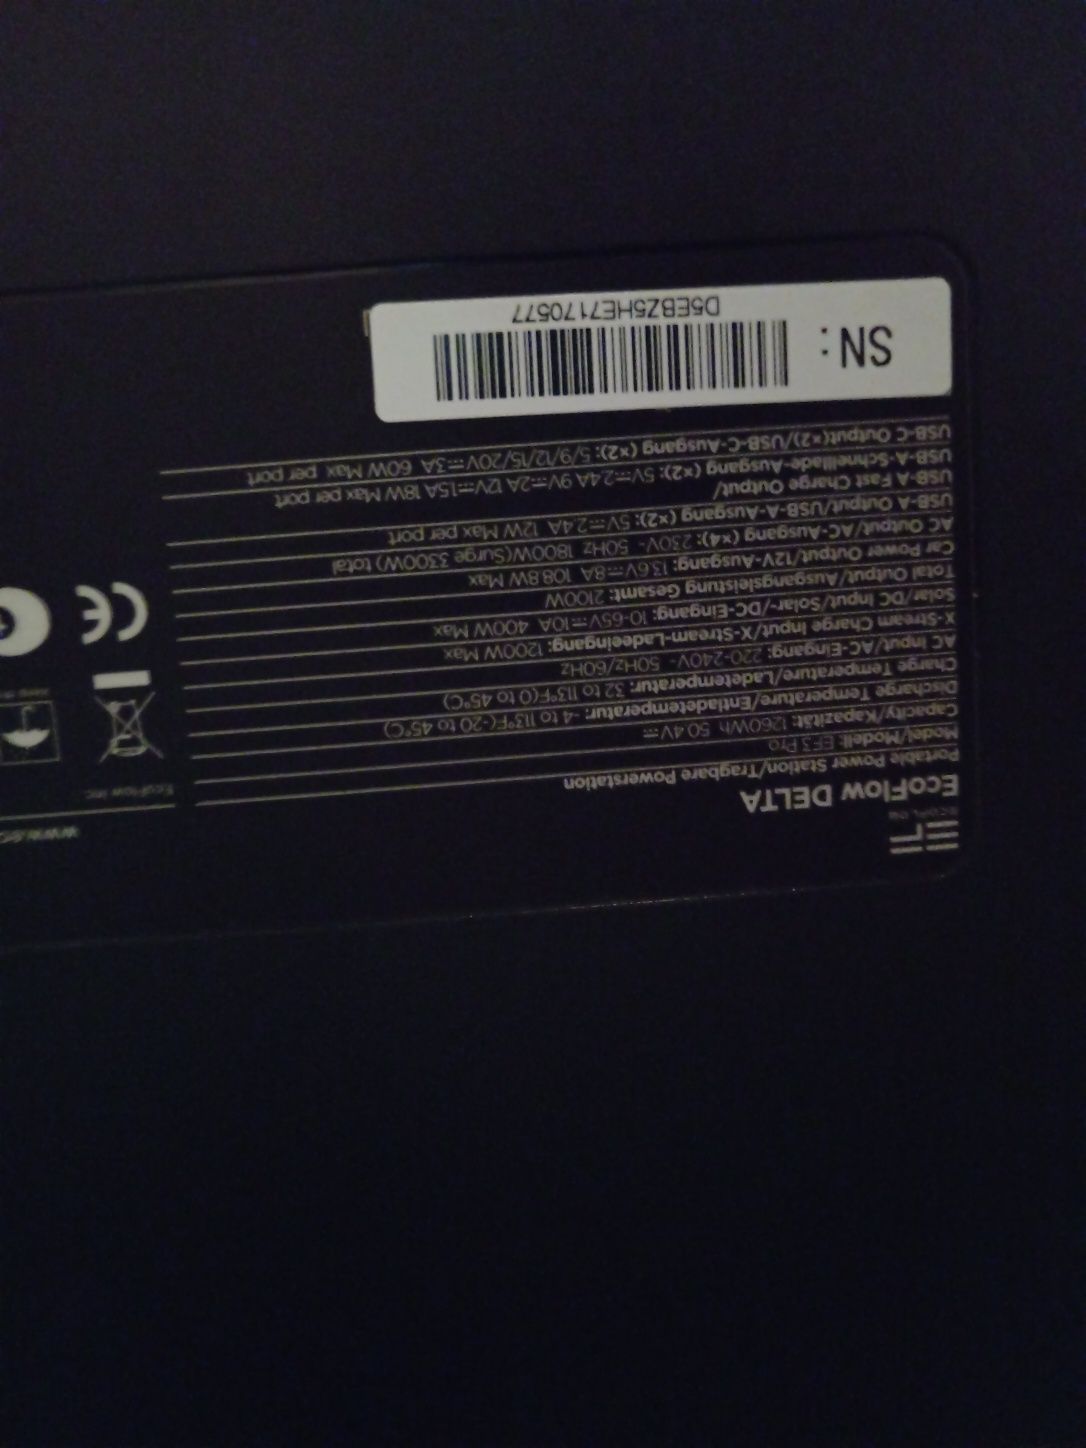 ECOFLOW
EcoFlow DELTA
Portable Power Station/Tragbare Powerstation
Model/Modell: EF3 Pro
Capacity/Kapazität: 1260Wh 50.4V⎓
Discharge Temperature/Entladetemperatur: -4 to 113°F(-20 to 45°C)
Charge Temperature/Ladetemperatur: 32 to 113°F(0 to 45°C)
AC Input/AC-Eingang: 220-240V~ 50Hz/60Hz
X-Stream Charge Input/X-Stream-Ladeeingang: 1200W Max
Solar/DC Input/Solar-/DC-Eingang: 10-65V⎓10A 400W Max
Total Output/Ausgangsleistung Gesamt: 2100W
Car Power Output/12V-Ausgang: 13.6V⎓8A 108.8W Max
AC Output/AC-Ausgang (×4): 230V~ 50Hz 1800W(Surge 3300W) total
USB-A Output/USB-A-Ausgang (×2): 5V⎓2.4A 12W Max per port
USB-A Fast Charge Output/
USB-A-Schnelllade-Ausgang (×2): 5V⎓2.4A 9V⎓2A 12V⎓1.5A 18W Max per port
USB-C Output(×2)/USB-C-Ausgang (×2): 5/9/12/15/20V⎓3A 60W Max per port
SN:
D5EBZ5HE7170577
EcoFlow Inc.
CE